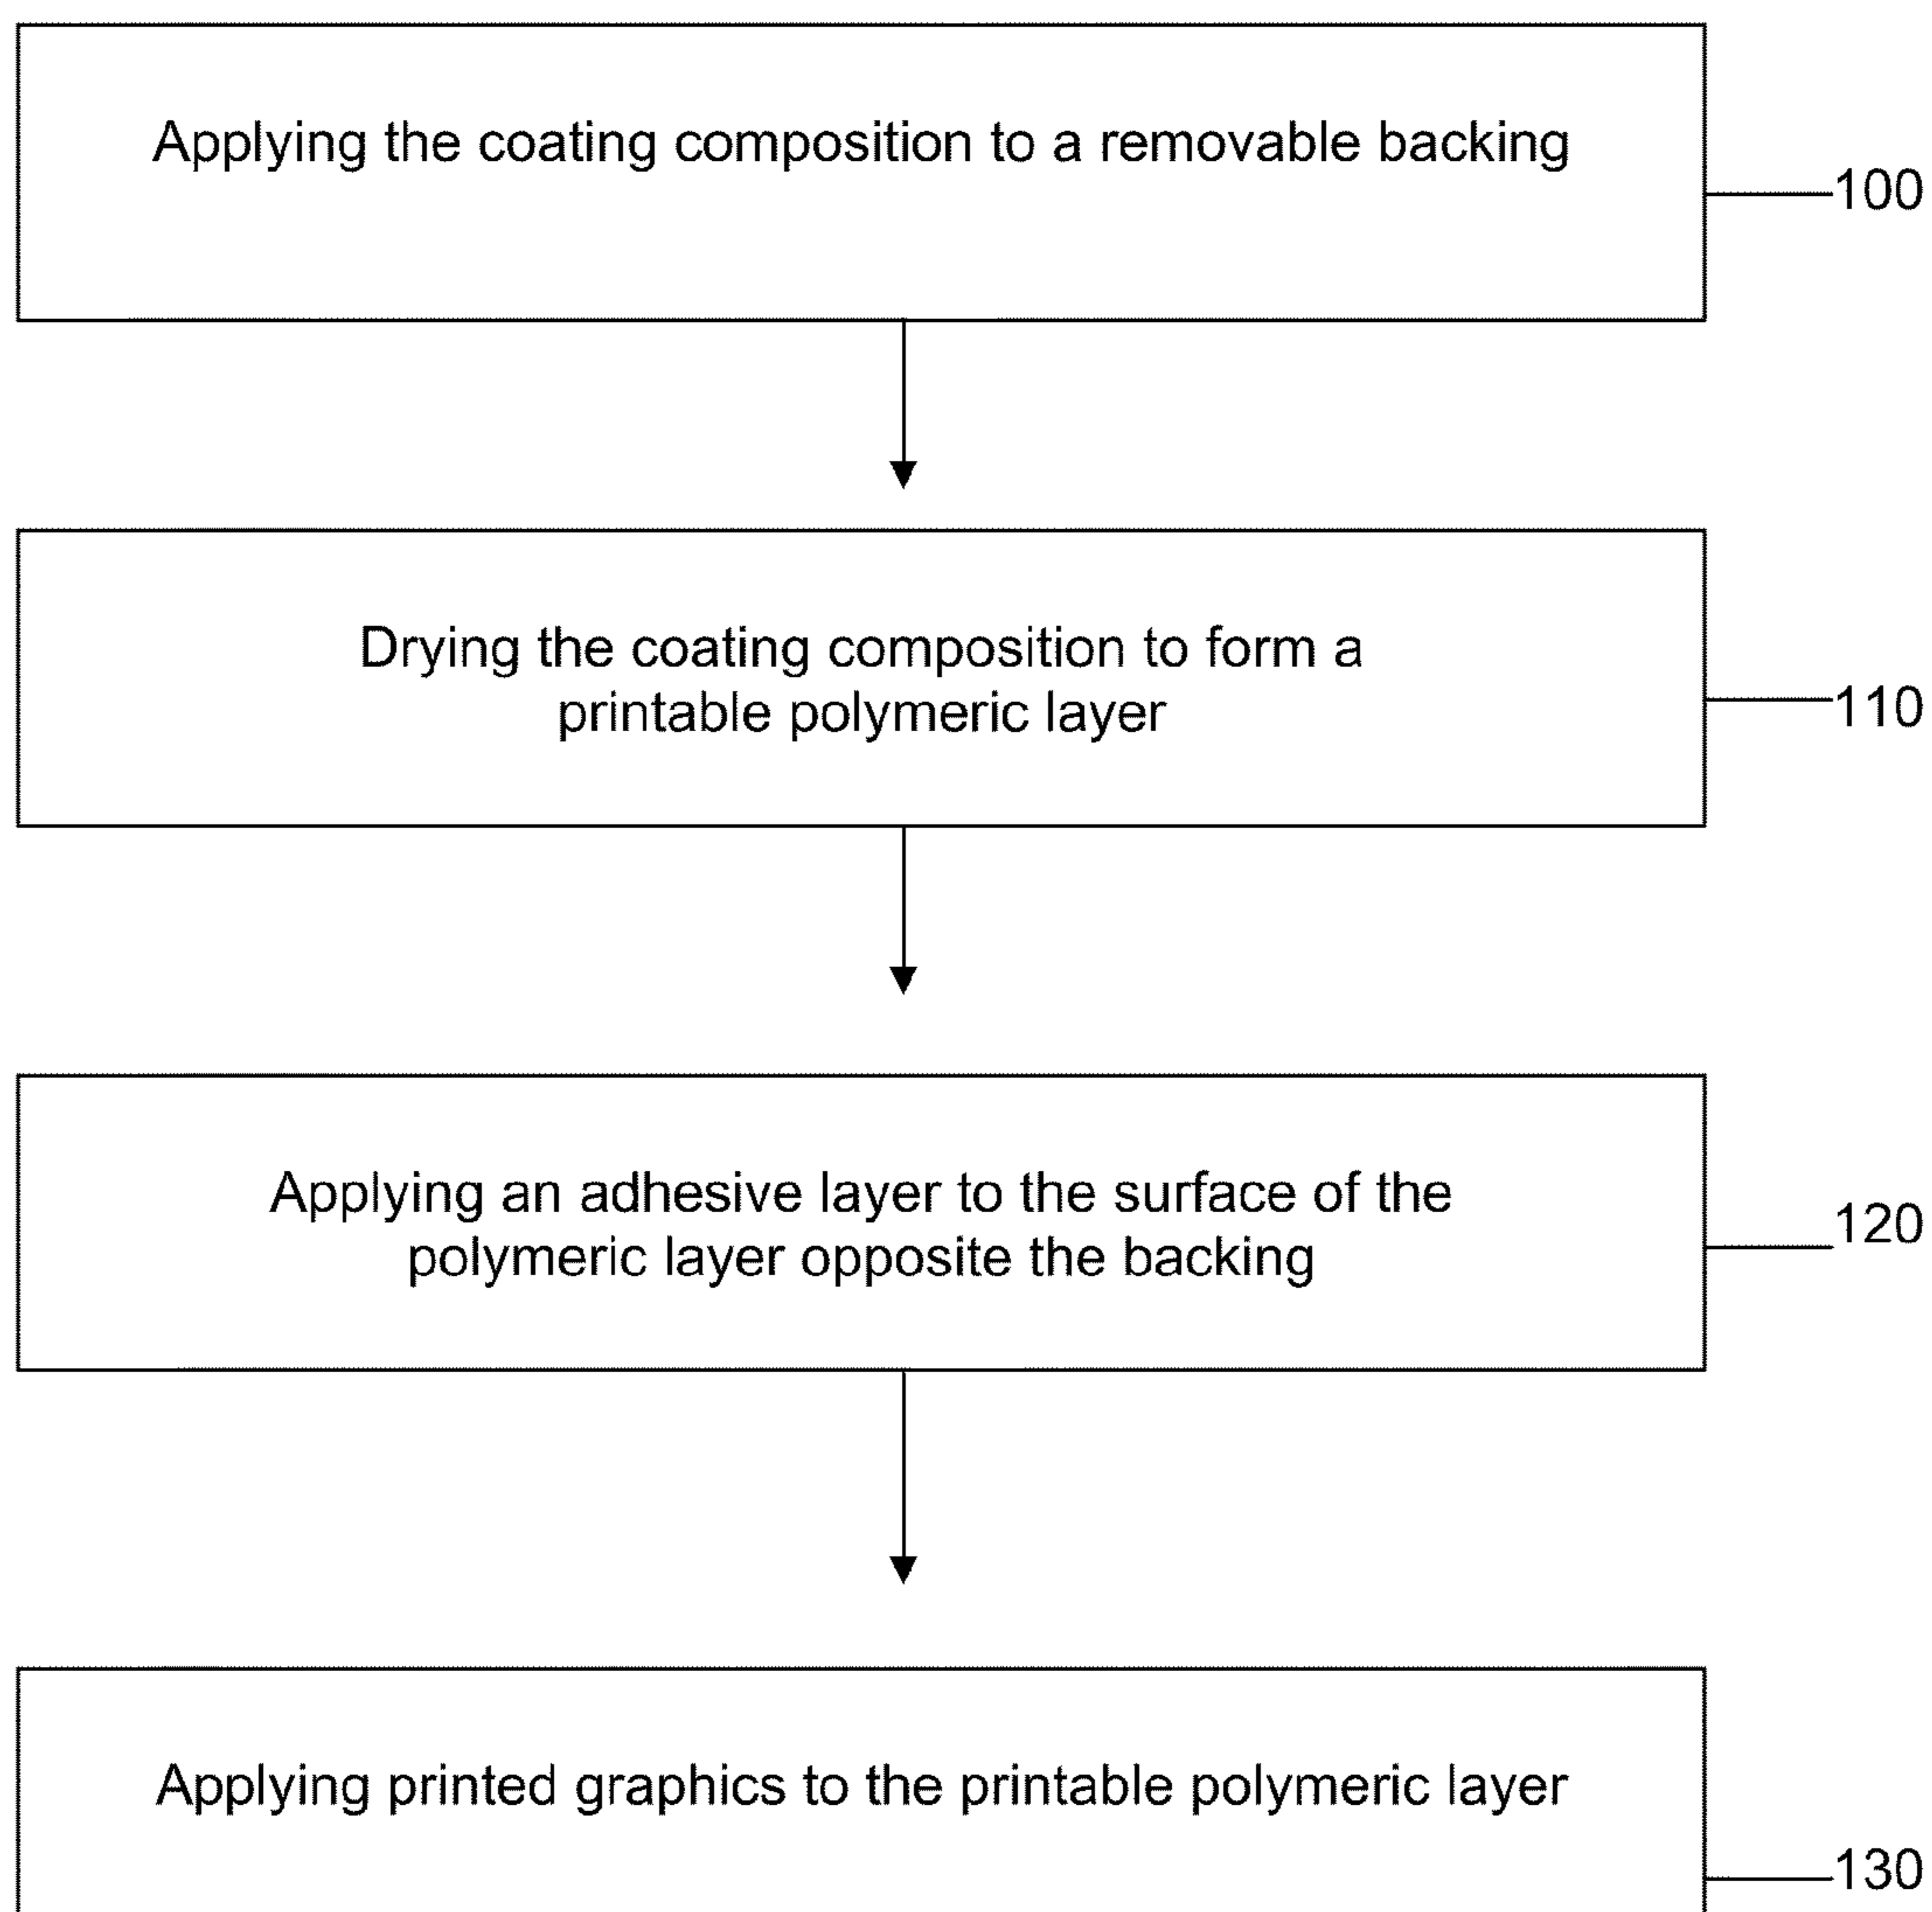 Applying the coating composition to a removable backing
100
Drying the coating composition to form a
printable polymeric layer
110
Applying an adhesive layer to the surface of the
polymeric layer opposite the backing
120
Applying printed graphics to the printable polymeric layer
130